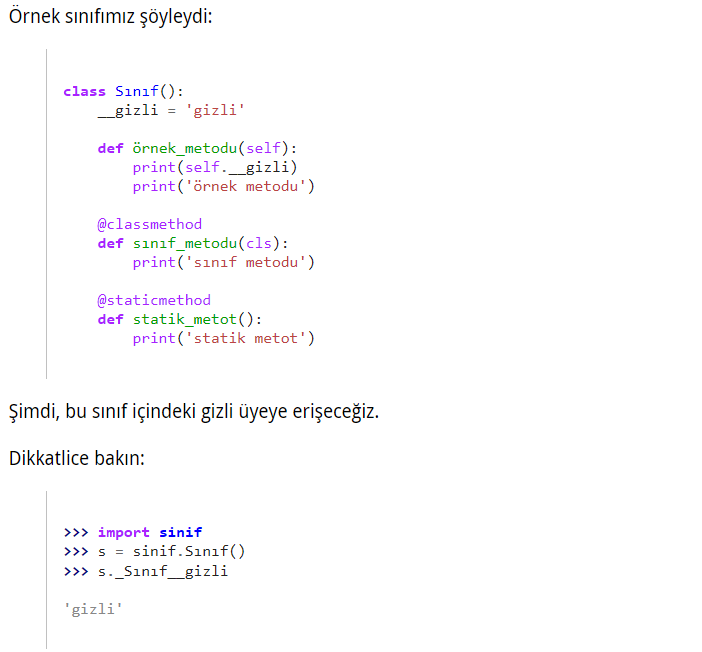 Örnek sınıfımız şöyleydi:
class Sınıf():
    __gizli = 'gizli'
    def örnek_metodu(self):
        print(self.__gizli)
        print('örnek metodu')
    @classmethod
    def sınıf_metodu(cls):
        print('sınıf metodu')
    @staticmethod
    def statik_metot():
        print('statik metot')
Şimdi, bu sınıf içindeki gizli üyeye erişeceğiz.
Dikkatlice bakın:
>>> import sinif
>>> s = sinif.Sınıf()
>>> s._Sınıf__gizli
'gizli'